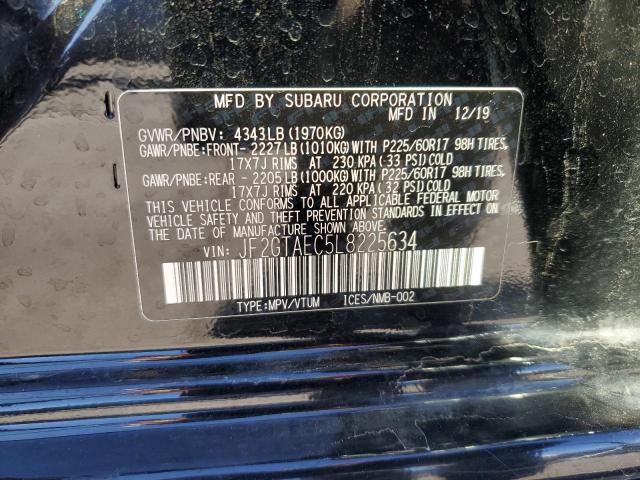 MFD BY SUBARU CORPORATION
MFD IN 12/19
GVWR/PNBV: 4343LB(1970KG)
GAWR/PNBE:FRONT- 2227LB(1010KG)WITH P225/60R17 98H TIRES,
17X7J RIMS AT 230 KPA(33 PSI)COLD
GAWR/PNBE:REAR - 2205LB(1000KG)WITH P225/60R17 98H TIRES,
17X7J RIMS AT 220 KPA(32 PSI)COLD
THIS VEHICLE CONFORMS TO ALL APPLICABLE FEDERAL MOTOR
VEHICLE SAFETY AND THEFT PREVENTION STANDARDS IN EFFECT
ON THE DATE OF MANUFACTURE SHOWN ABOVE.
VIN: JF2GTAEC5L8225634
TYPE:MPV/VTUM ICES/NMB-002